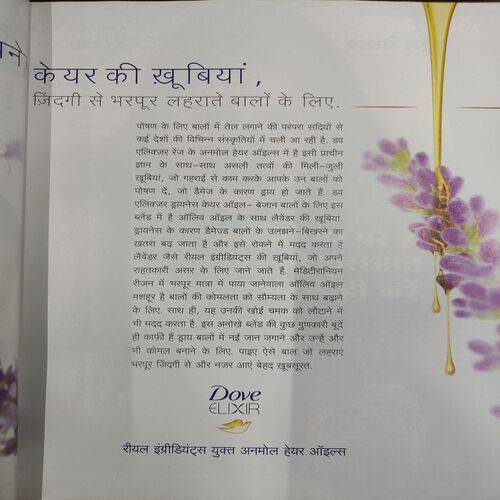 केयर की ख़ूबियां,
ज़िंदगी से भरपूर लहराते बालों के लिए.
पोषण के लिए बालों में तेल लगाने की परंपरा सदियों से
कई देशों की विभिन्न संस्कृतियों में चली आ रही है. डव
एलिक्जर रेंज के अनमोल हेयर ऑइल्स में है इसी प्राचीन
ज्ञान के साथ-साथ असली तत्वों की मिली-जुली
खूबियां, जो गहराई से काम करके आपके उन बालों को
पोषण दें, जो डैमेज के कारण ड्राय हो जाते हैं. डव
एलिक्जर ड्रायनेस केयर ऑइल- बेजान बालों के लिए इस
ब्लेंड में है ऑलिव ऑइल के साथ लैवेंडर की खूबियां.
ड्रायनेस के कारण डैमेज्ड बालों के उलझने-बिखरने का
खतरा बढ़ जाता है और इसे रोकने में मदद करता है
लैवेंडर जैसे रीयल इंग्रीडियंट्स की खूबियां, जो अपने
राहतकारी असर के लिए जाने जाते हैं. मेडिटीरानियन
रीज़न में भरपूर मात्रा में पाया जानेवाला ऑलिव ऑइल
मशहूर है बालों की कोमलता को सौम्यता के साथ बढ़ाने
के लिए. साथ ही, यह उनकी खोई चमक को लौटाने में
भी मदद करता है. इस अनोखे ब्लेंड की कुछ गुणकारी बूंदें
ही काफी हैं ड्राय बालों में नई जान जगाने और उन्हें और
भी कोमल बनाने के लिए. पाइए ऐसे बाल जो लहराएं
भरपूर ज़िंदगी से और नजर आएं बेहद खूबसूरत.
Dove
ELIXIR
रीयल इंग्रीडियंट्स युक्त अनमोल हेयर ऑइल्स